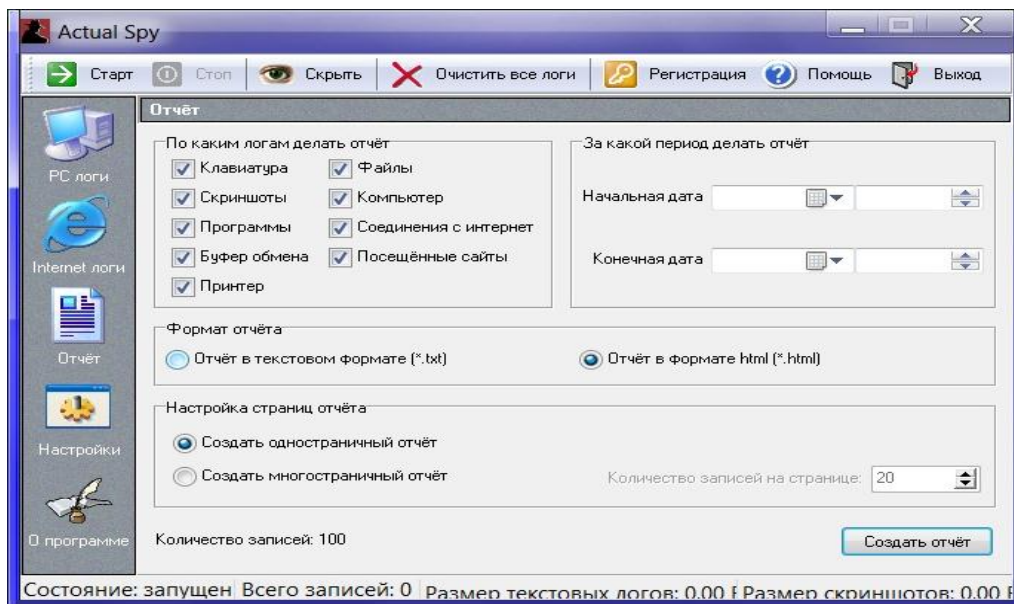 Actual Spy
Старт Стоп Скрыть Очистить все логи Регистрация Помощь Выход
PC логи
Internet логи
Отчёт
Настройки
О программе
Отчёт
По каким логам делать отчёт
Клавиатура
Файлы
Скриншоты
Компьютер
Программы
Соединения с интернет
Буфер обмена
Посещённые сайты
Принтер
За какой период делать отчёт
Начальная дата
Конечная дата
Формат отчёта
Отчёт в текстовом формате (*.txt)
Отчёт в формате html (*.html)
Настройка страниц отчёта
Создать одностраничный отчёт
Создать многостраничный отчёт
Количество записей на странице: 20
Количество записей: 100
Создать отчёт
Состояние: запущен Всего записей: 0 Размер текстовых логов: 0.00 Размер скриншотов: 0.00